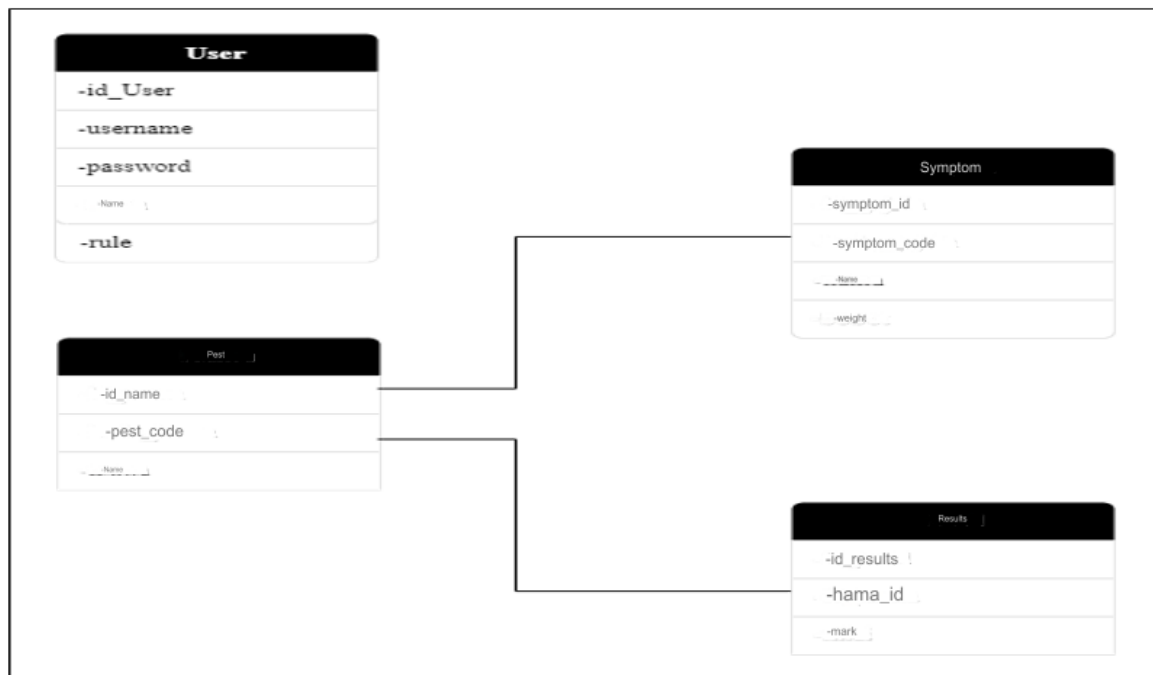 User
-id_User
-username
-password
-Name
-rule
Symptom
-symptom_id
-symptom_code
-Name
-weight
Pest
-id_name
-pest_code
-Name
Results
-id_results
-hama_id
-mark